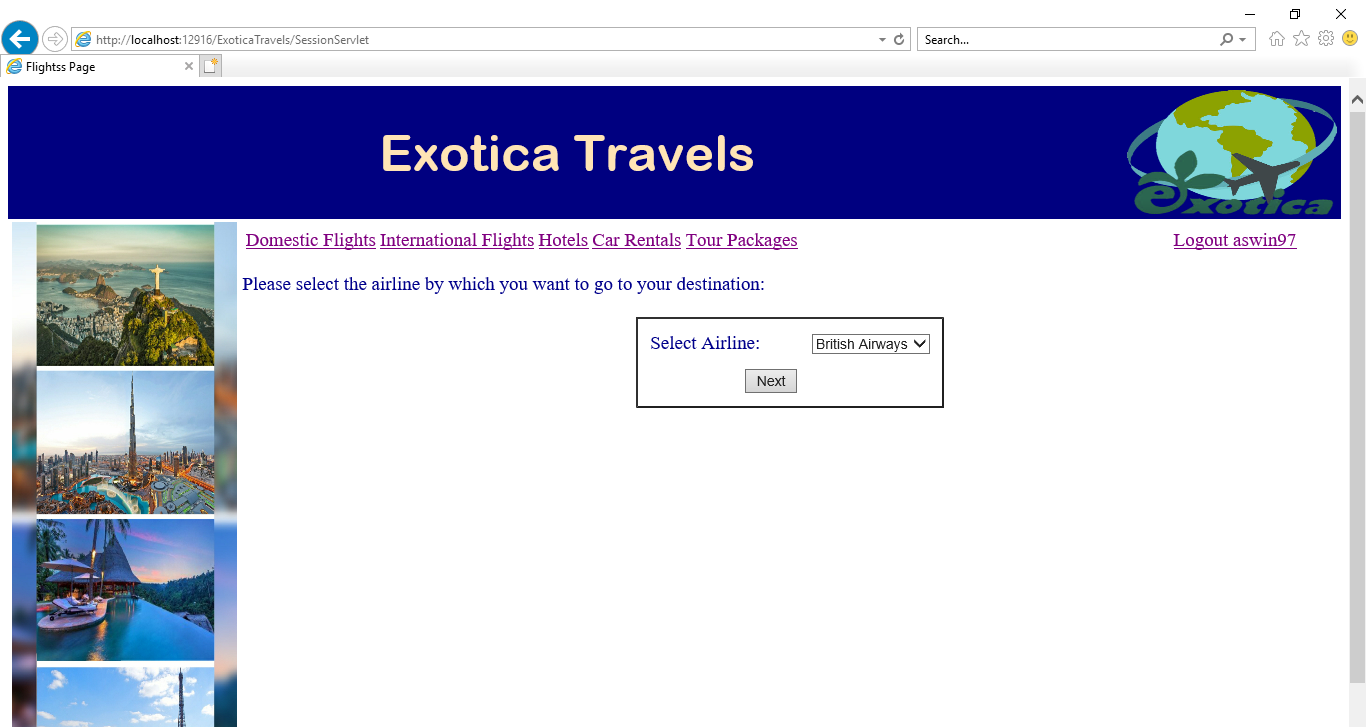 http://localhost:12916/ExoticaTravels/SessionServlet
Search...
Flightss Page
Exotica Travels
exotica
Domestic Flights International Flights Hotels Car Rentals Tour Packages Logout aswin97
Please select the airline by which you want to go to your destination:
Select Airline: British Airways
Next